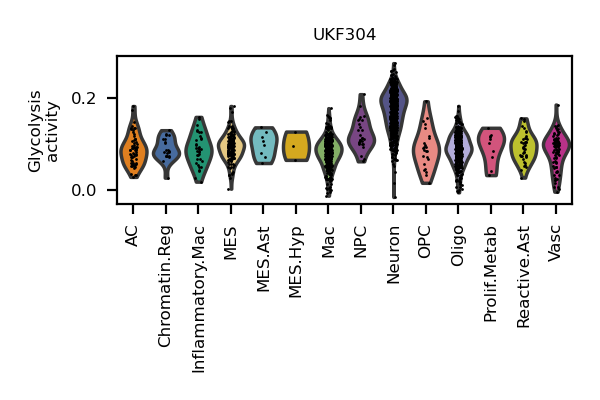 UKF304
Glycolysis
activity
0.2
0.0
AC
Chromatin.Reg
Inflammatory.Mac
MES
MES.Ast
MES.Hyp
Mac
NPC
Neuron
OPC
Oligo
Prolif.Metab
Reactive.Ast
Vasc